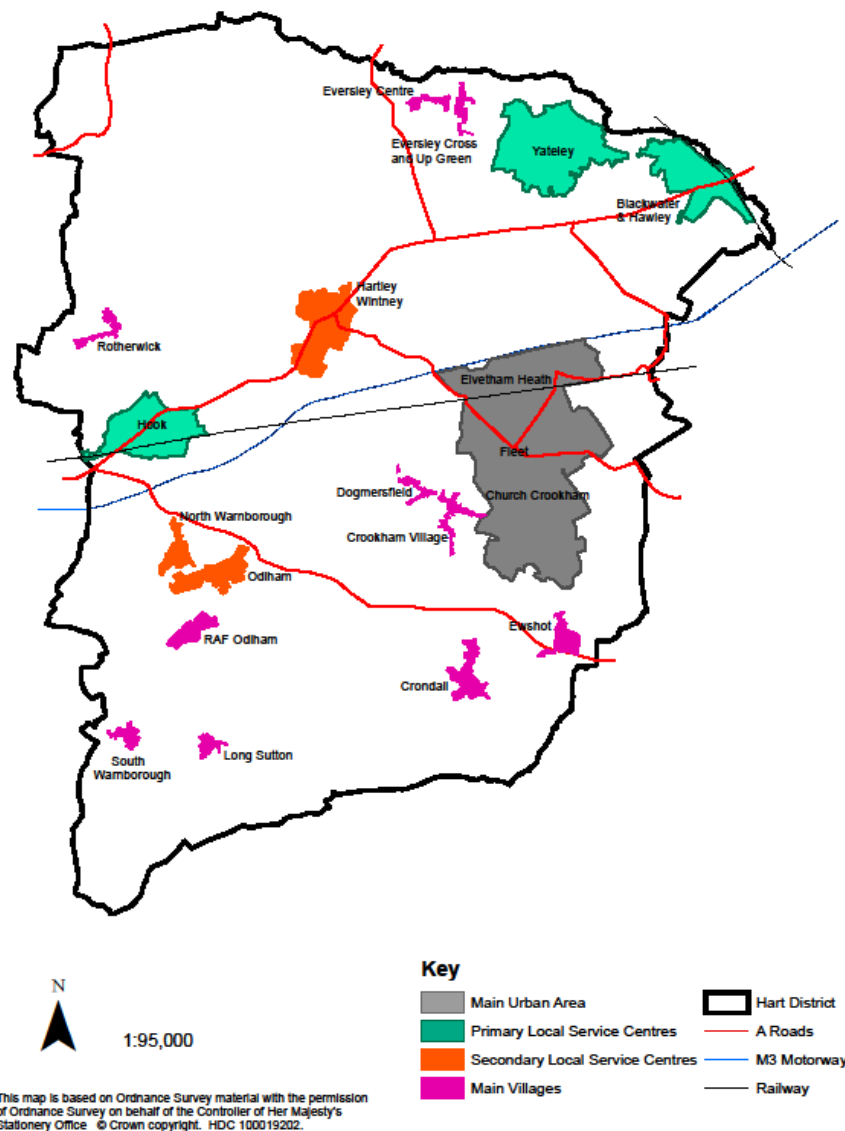 Eversley Centre
Eversley Cross
and Up Green
Yateley
Blackwater
& Hawley
Hartley
Wintney
Rotherwick
Elvetham Heath
Hook
Fleet
Dogmersfield
Church Crookham
North Warnborough
Crookham Village
Odiham
Ewshot
RAF Odiham
Crondall
South
Warnborough
Long Sutton
N
1:95,000
Key
Main Urban Area
Primary Local Service Centres
Secondary Local Service Centres
Main Villages
Hart District
A Roads
M3 Motorway
Railway
This map is based on Ordnance Survey material with the permission
of Ordnance Survey on behalf of the Controller of Her Majesty's
Stationery Office © Crown copyright. HDC 100019202.